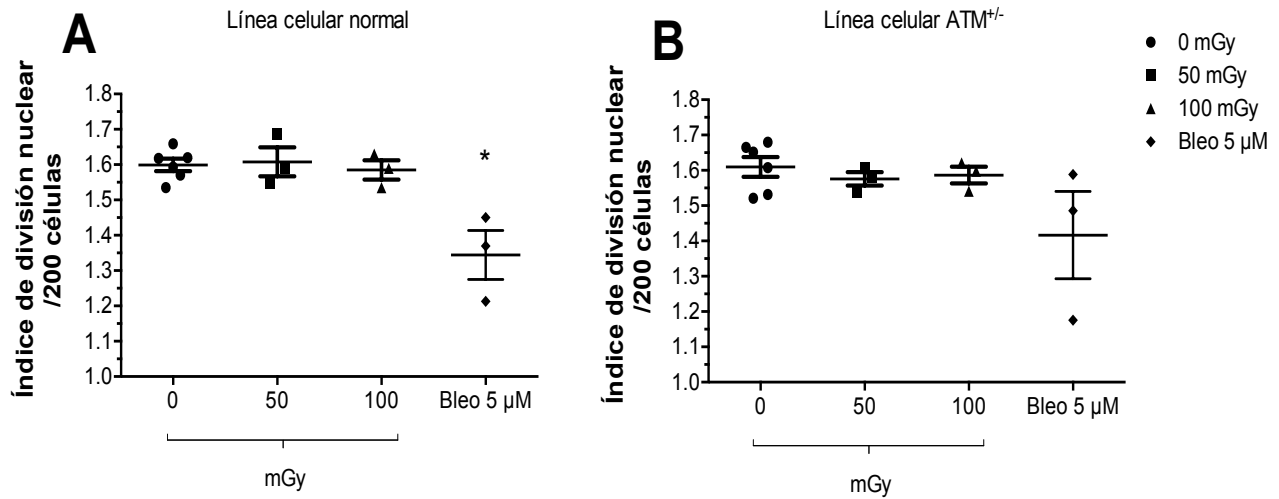 A
Línea celular normal
Índice de división nuclear
/200 células
1.8
1.7
1.6
1.5
1.4
1.3
1.2
1.1
1.0
*
0
50
100
Bleo 5 µM
mGy
B
Línea celular ATM+/-
Índice de división nuclear
/200 células
1.8
1.7
1.6
1.5
1.4
1.3
1.2
1.1
1.0
0
50
100
Bleo 5 µM
mGy
0 mGy
50 mGy
100 mGy
Bleo 5 µM